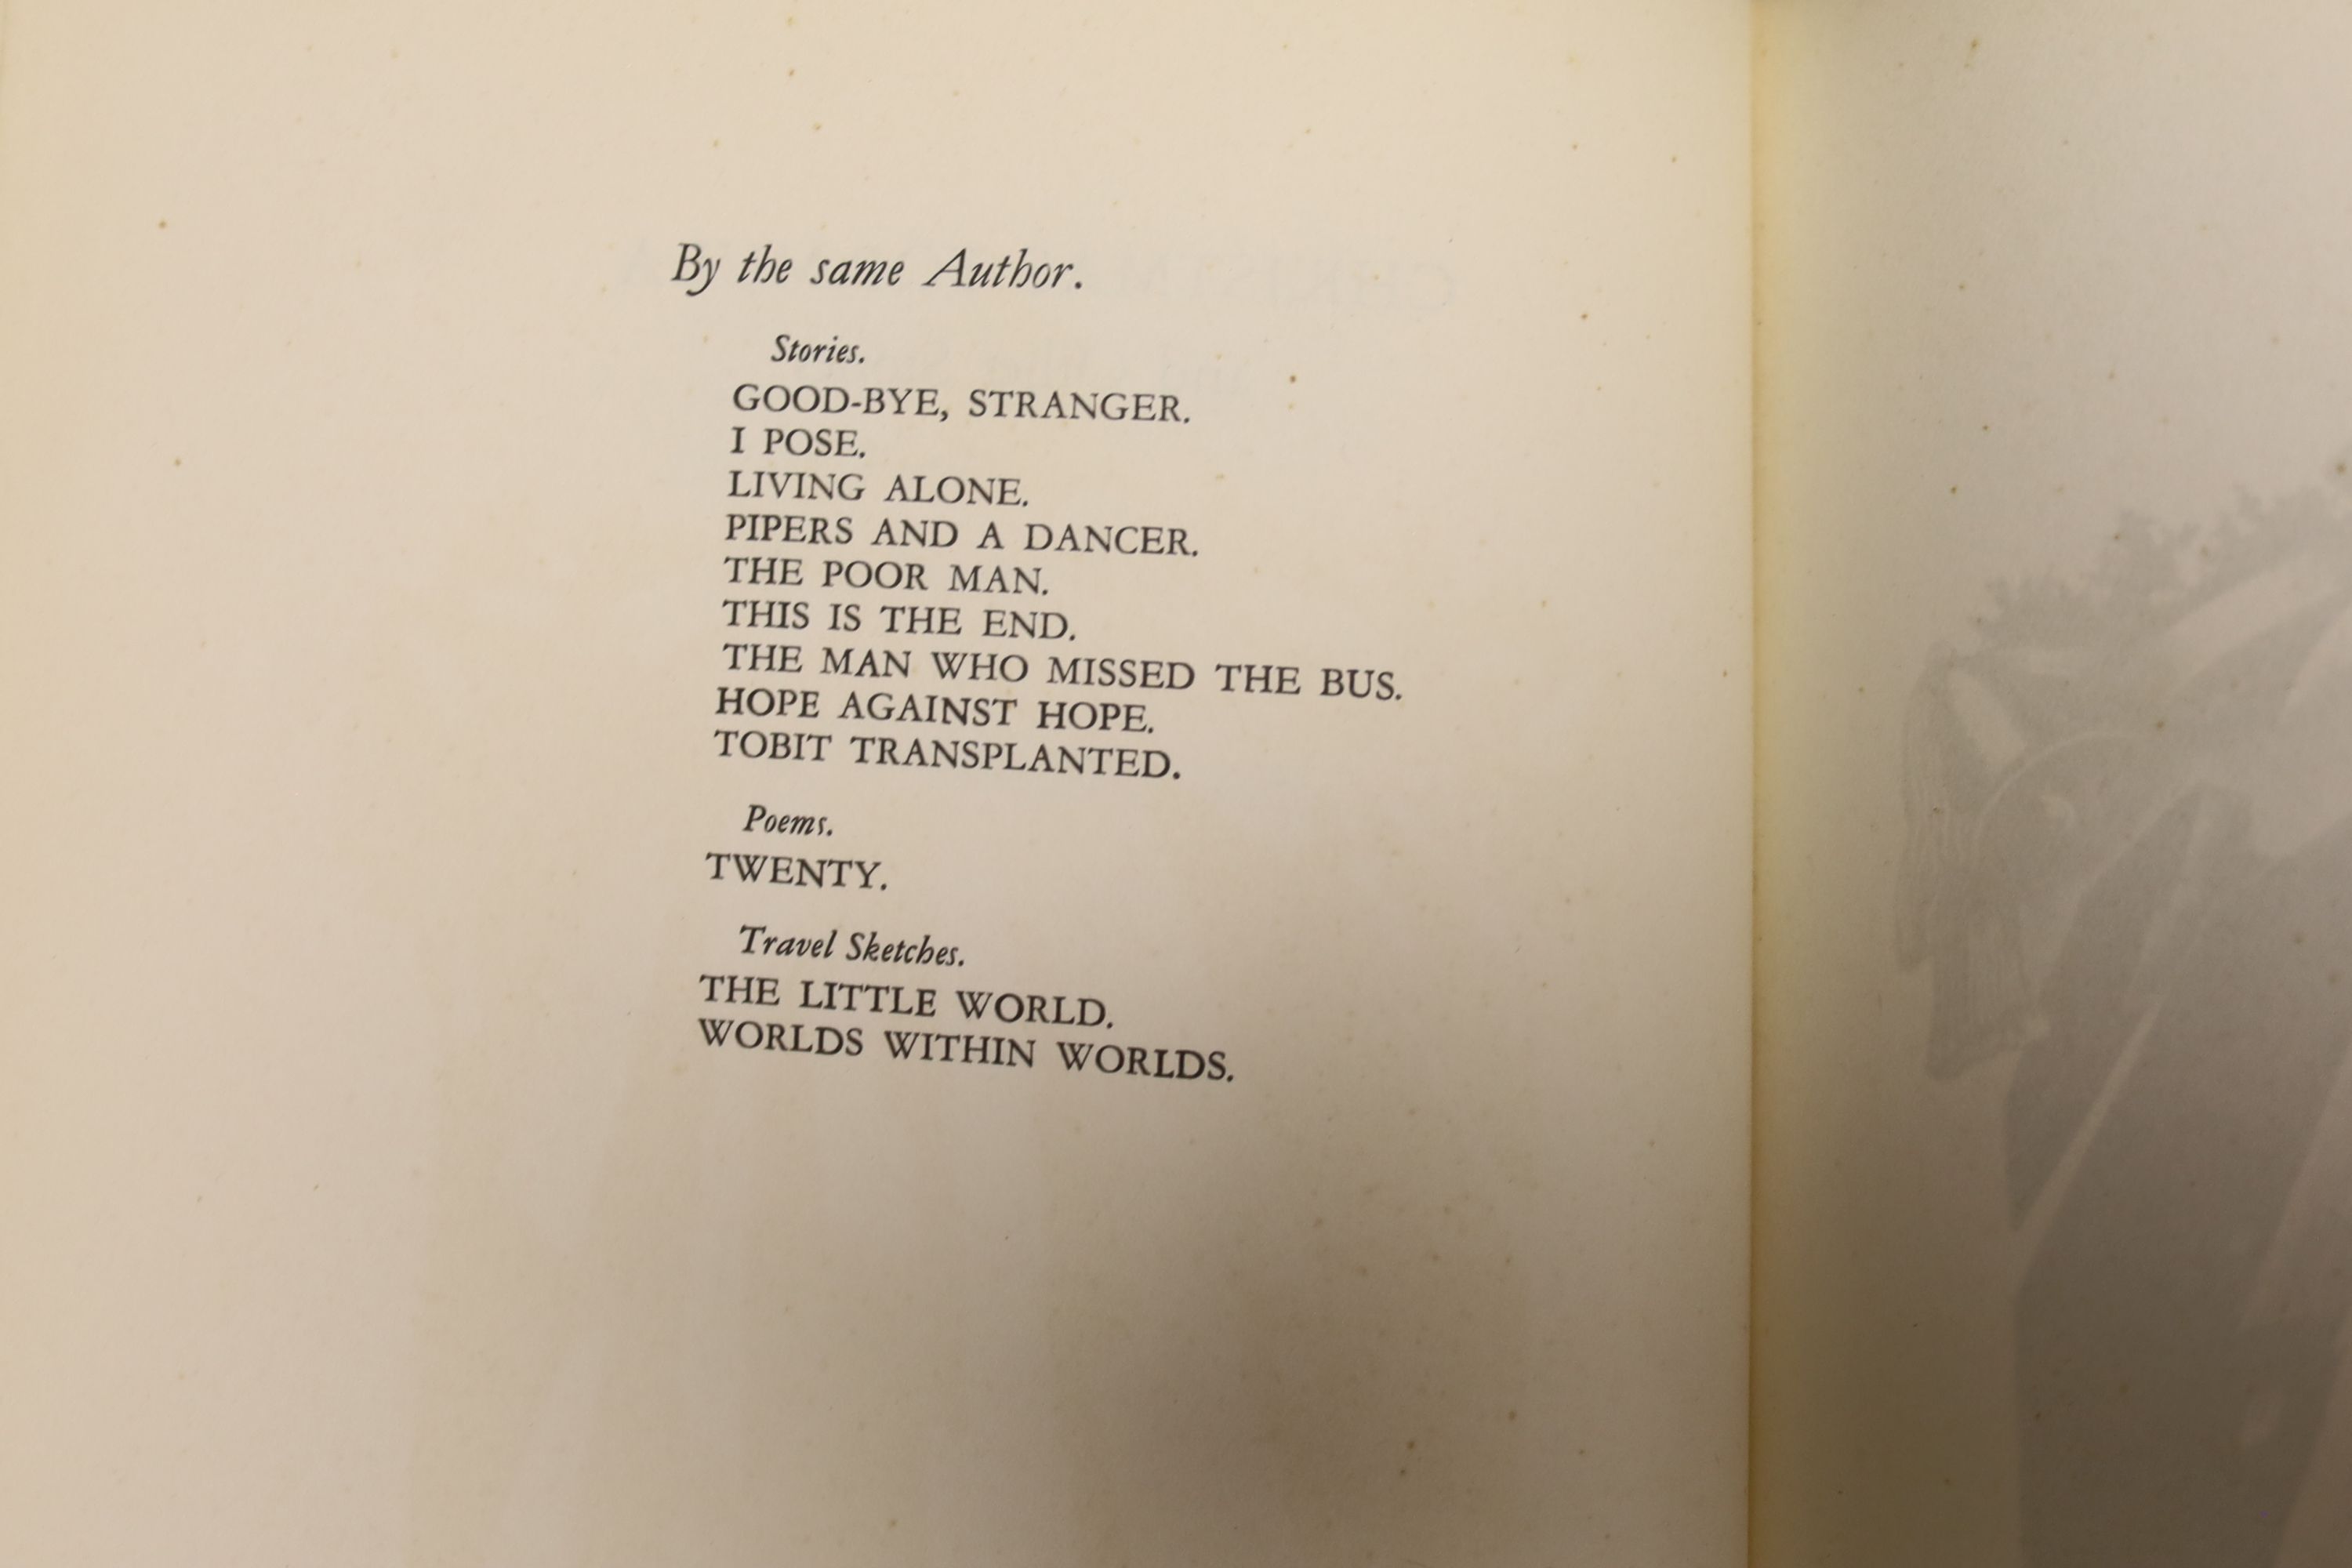 By the same Author.
Stories.
GOOD-BYE, STRANGER.
I POSE.
LIVING ALONE.
PIPERS AND A DANCER.
THE POOR MAN.
THIS IS THE END.
THE MAN WHO MISSED THE BUS.
HOPE AGAINST HOPE.
TOBIT TRANSPLANTED.
Poems.
TWENTY.
Travel Sketches.
THE LITTLE WORLD.
WORLDS WITHIN WORLDS.